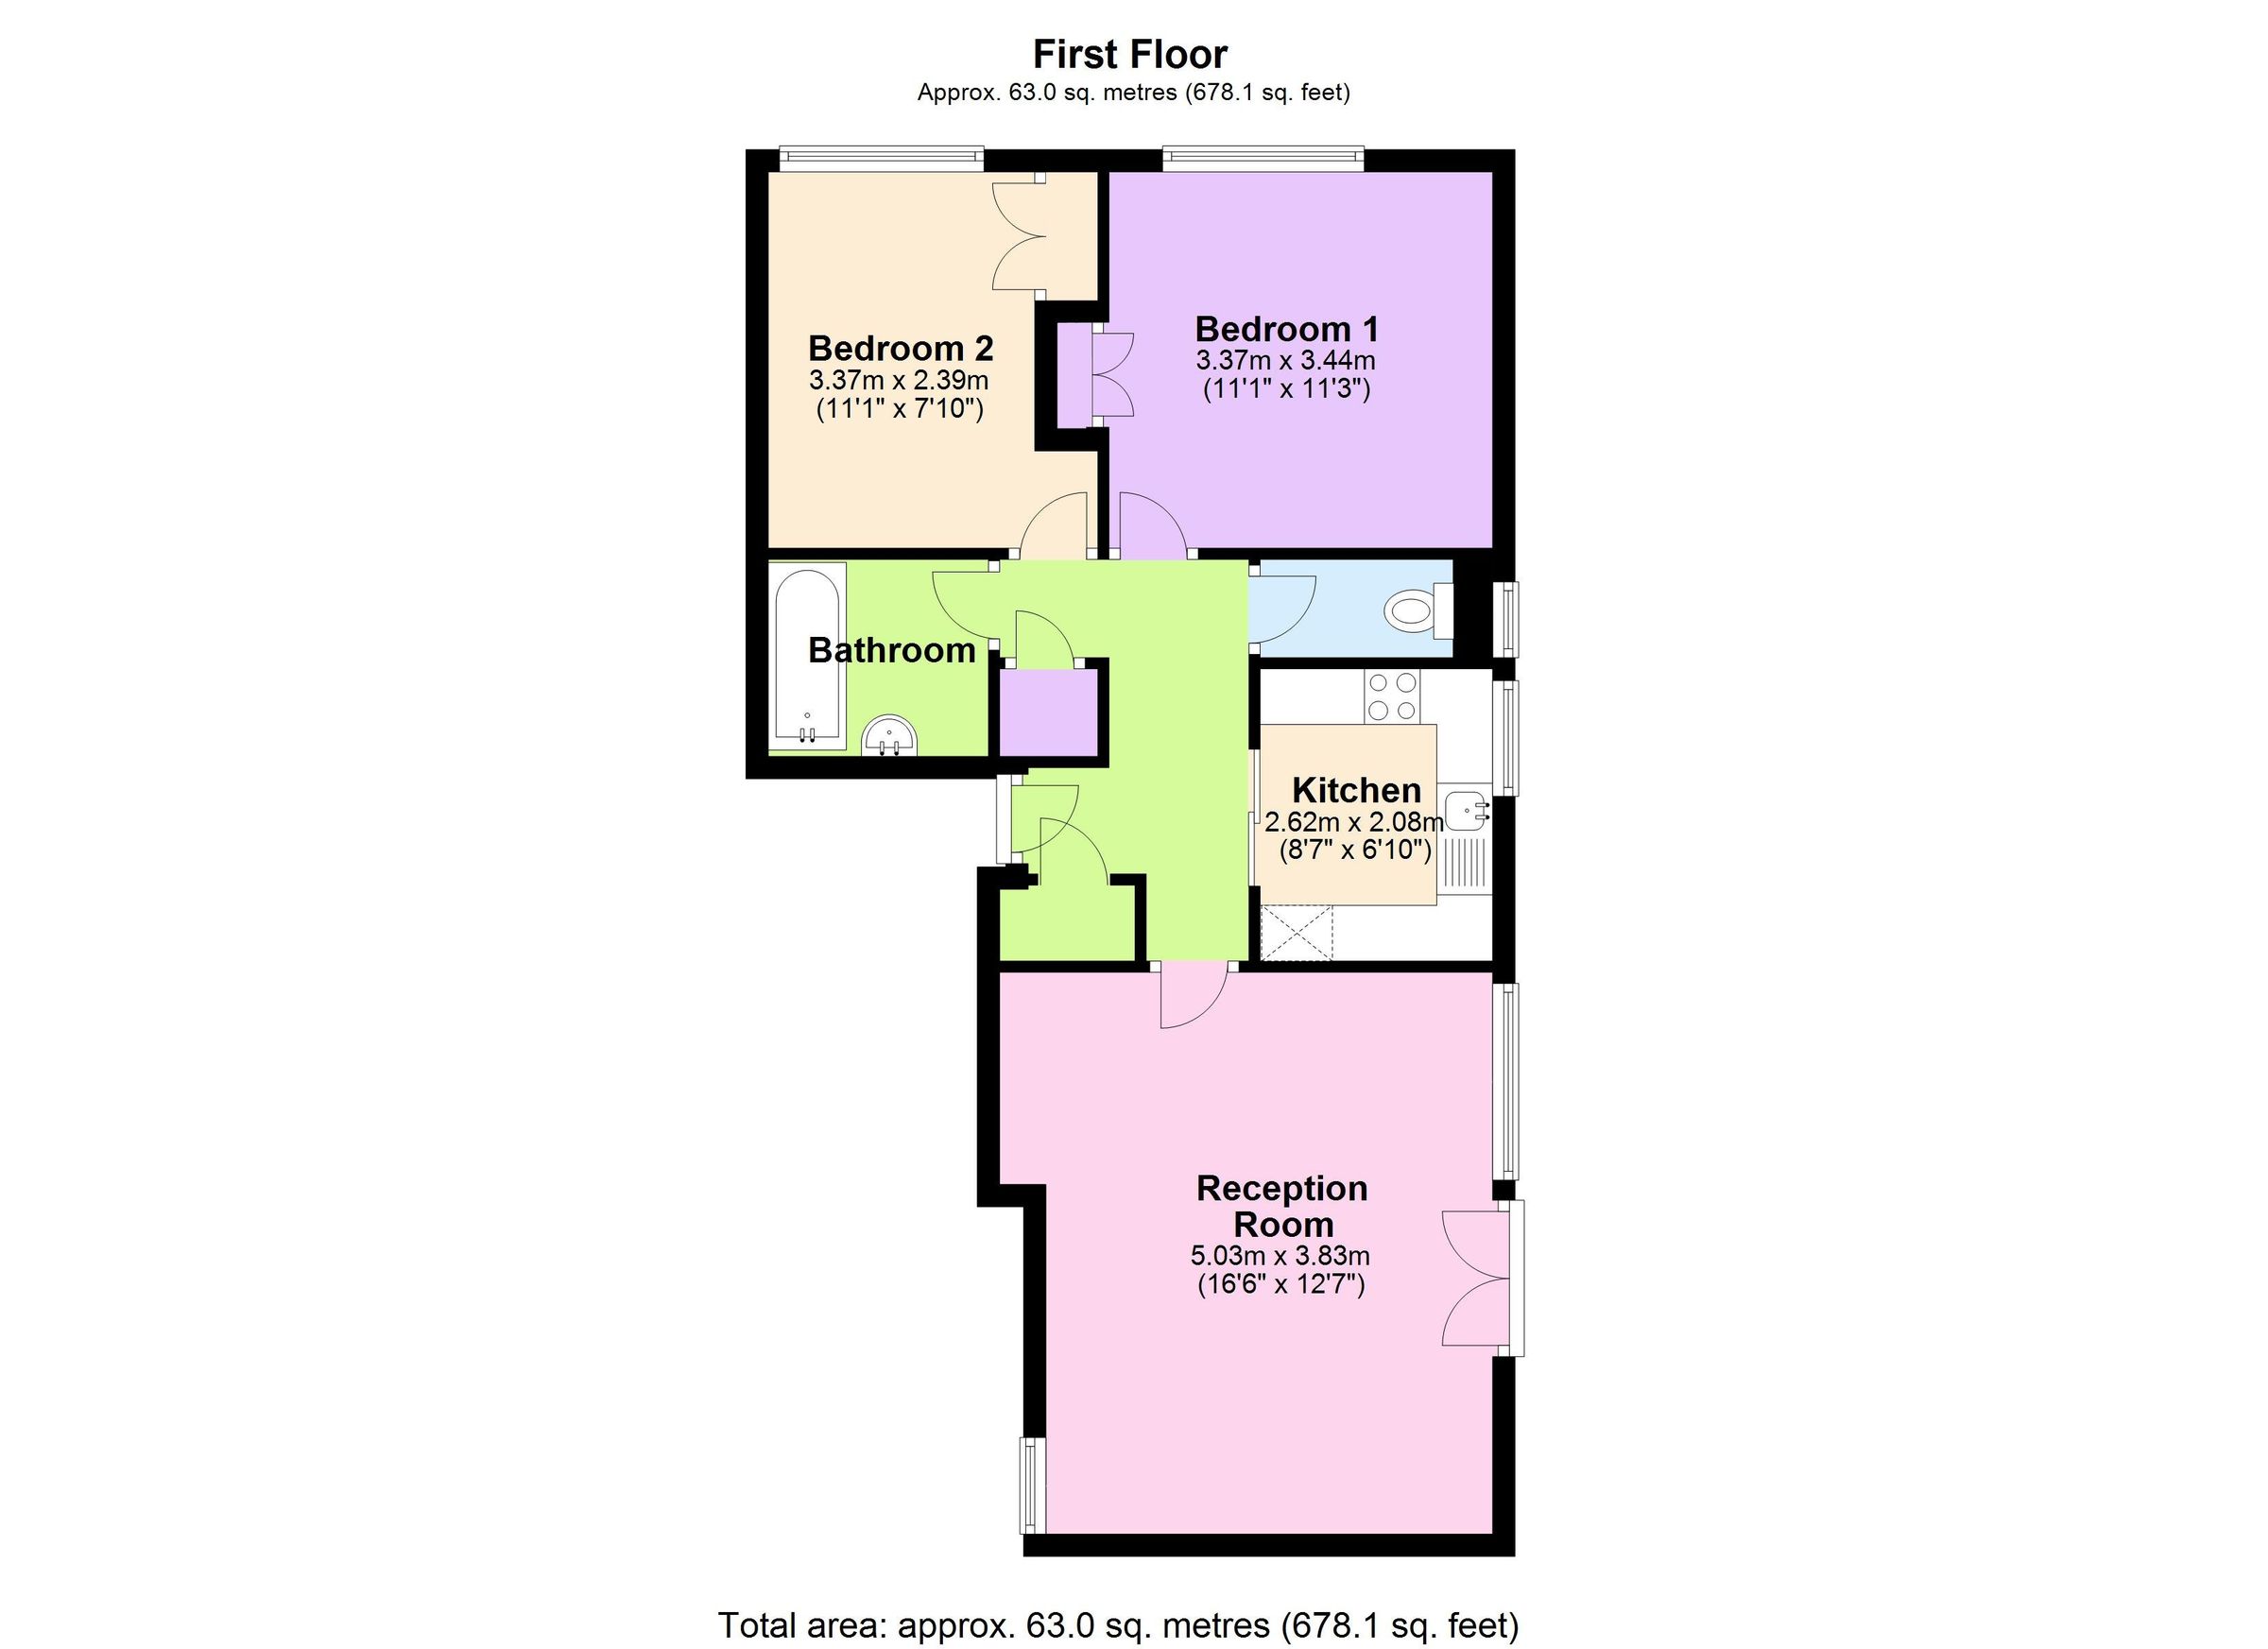 First Floor
Approx. 63.0 sq. metres (678.1 sq. feet)
Bedroom 1
3.37m x 3.44m
(11'1" x 11'3")
Bedroom 2
3.37m x 2.39m
(11'1" x 7'10")
Bathroom
Kitchen
2.62m x 2.08m
(8'7" x 6'10")
Reception
Room
5.03m x 3.83m
(16'6" x 12'7")
Total area: approx. 63.0 sq. metres (678.1 sq. feet)